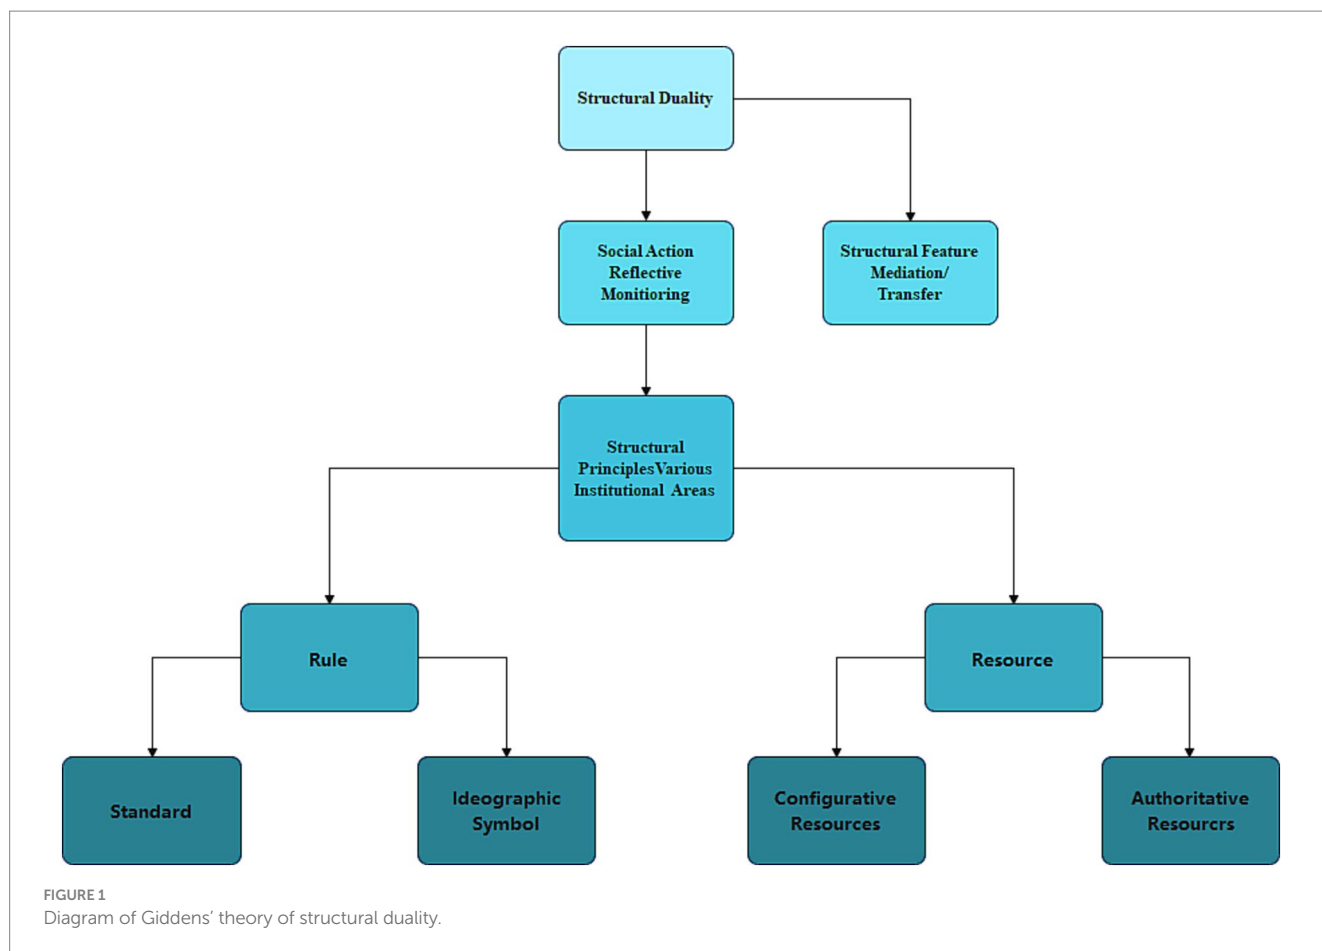 Structural Duality
Social Action
Reflective
Monitioring
Structural Feature
Mediation/
Transfer
Structural
PrinciplesVarious
Institutional Areas
Rule
Resource
Standard
Ideographic
Symbol
Configurative
Resources
Authoritative
Resourcrs
FIGURE 1
Diagram of Giddens’ theory of structural duality.